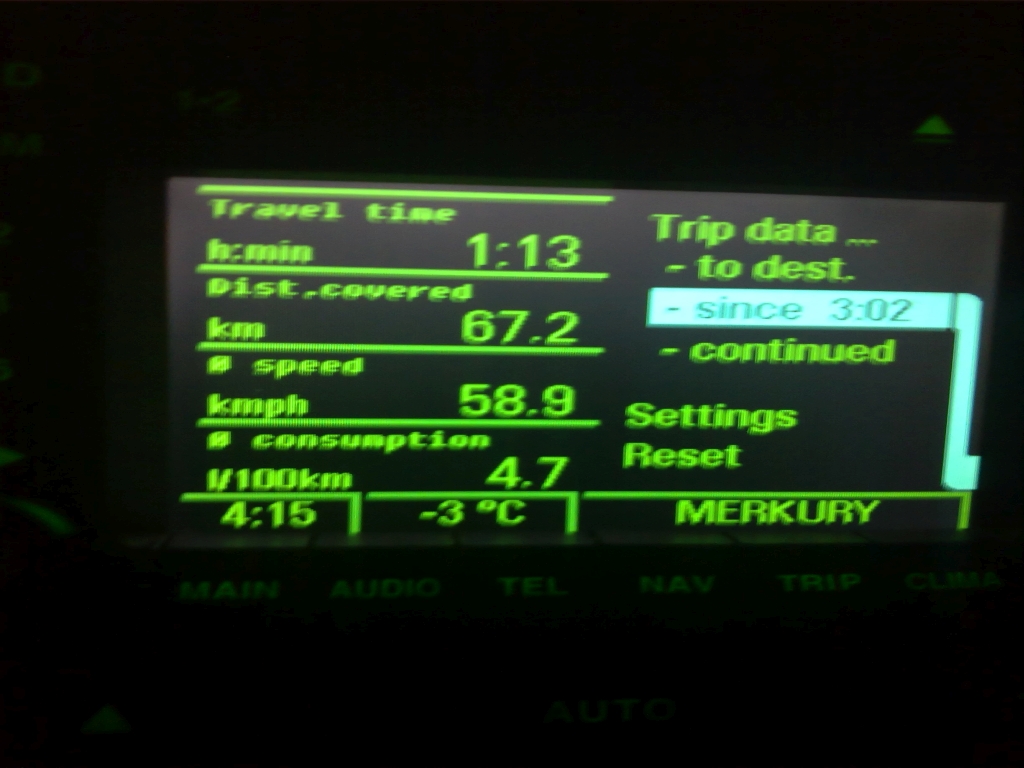 1-2
Travel time
h:min 1:13
Dist.covered
km 67.2
Ø speed
kmph 58.9
Ø consumption
l/100km 4.7
Trip data ...
- to dest.
- since 3:02
- continued
Settings
Reset
4:15 -3 °C MERKURY
MAIN AUDIO TEL NAV TRIP CLIMA
AUTO